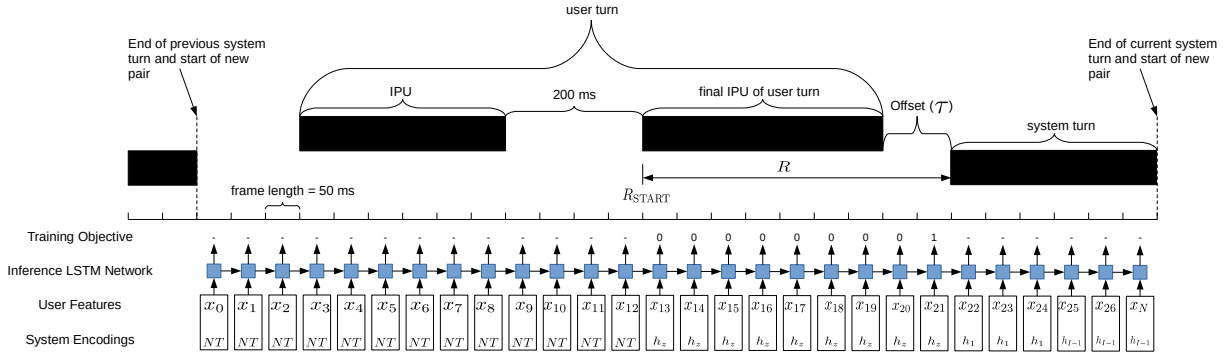 user turn
End of previous system
turn and start of new
pair
End of current system
turn and start of new
pair
IPU
200 ms
final IPU of user turn
Offset (τ)
system turn
R
R_START
frame length = 50 ms
Training Objective - - - - - - - - - - - - - 0 0 0 0 0 0 0 0 1 - - - - - -
Inference LSTM Network
User Features x_0 x_1 x_2 x_3 x_4 x_5 x_6 x_7 x_8 x_9 x_10 x_11 x_12 x_13 x_14 x_15 x_16 x_17 x_18 x_19 x_20 x_21 x_22 x_23 x_24 x_25 x_26 x_N
System Encodings NT NT NT NT NT NT NT NT NT NT NT NT NT h_z h_z h_z h_z h_z h_z h_z h_z h_z h_1 h_1 h_1 h_{I-1} h_{I-1} h_{I-1}